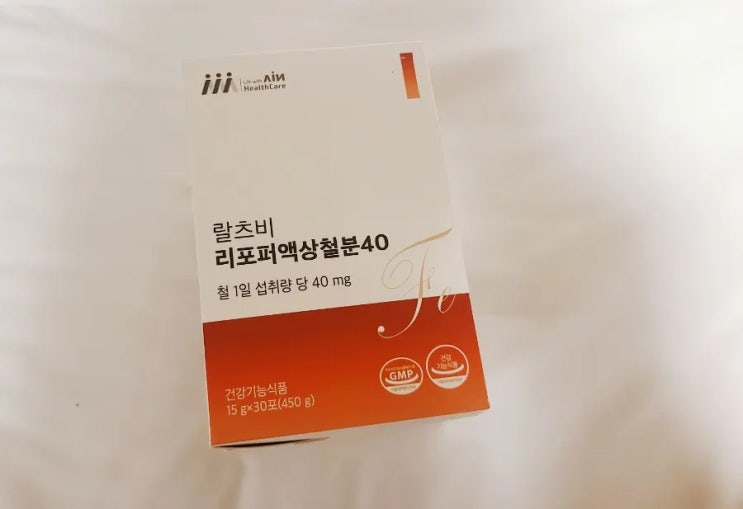 Life with AIN
HealthCare
랄츠비
리포퍼액상철분40
철 1일 섭취량 당 40 mg
Fe
GMP
건강
기능식품
건강기능식품
15 g×30포(450 g)